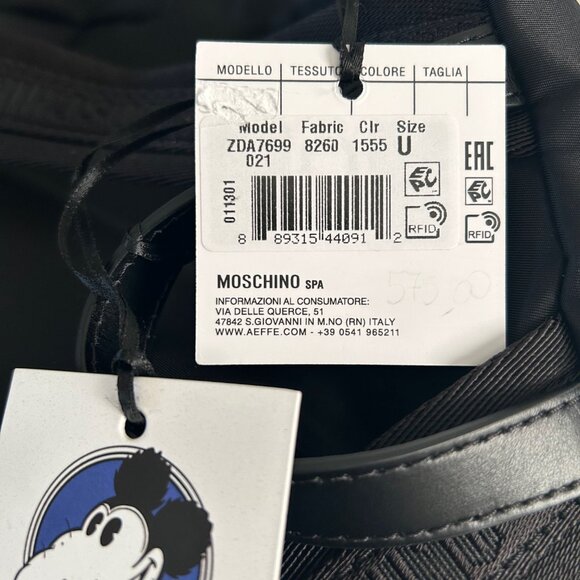 MODELLO TESSUTO COLORE TAGLIA
Model Fabric Clr Size
ZDA7699 8260 1555 U
021
011301
EAC
EPC
EPC
RFID
RFID
8 89315 44091 2
MOSCHINO SPA
575,00
INFORMAZIONI AL CONSUMATORE:
VIA DELLE QUERCE, 51
47842 S.GIOVANNI IN M.NO (RN) ITALY
WWW.AEFFE.COM - +39 0541 965211